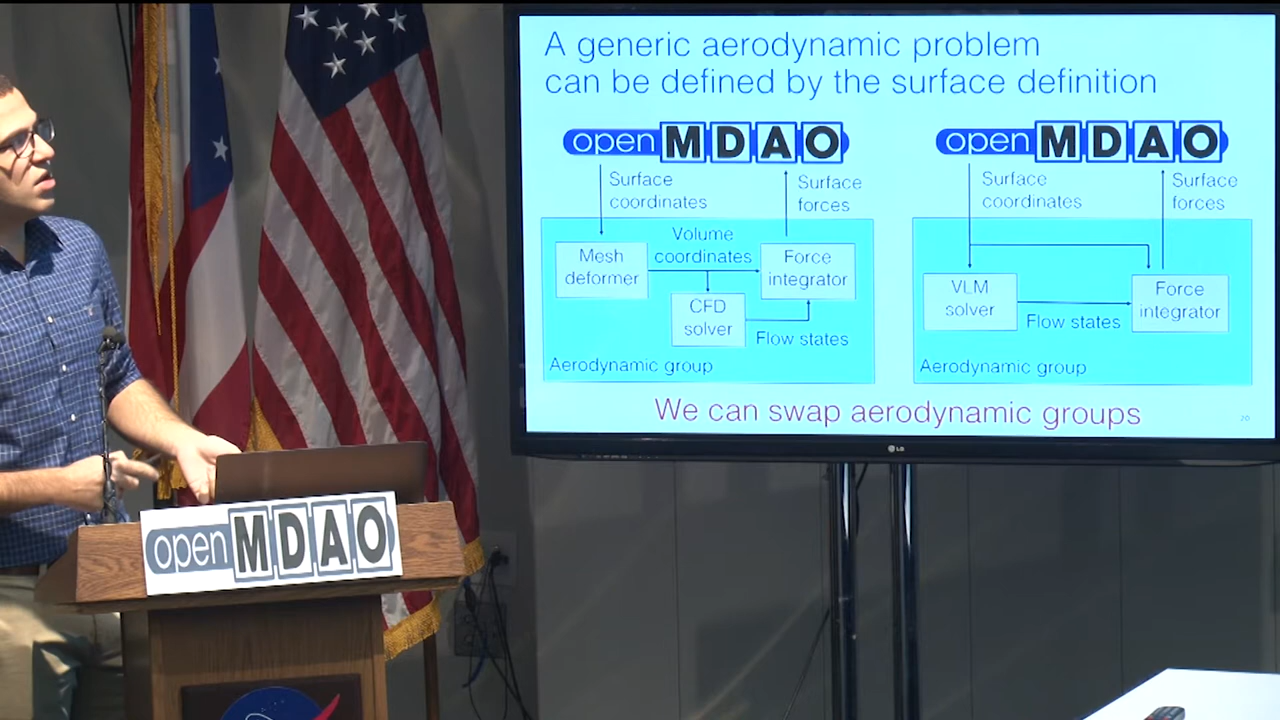 A generic aerodynamic problem
can be defined by the surface definition
openMDAO
Surface
coordinates
Surface
forces
Volume
coordinates
Mesh
deformer
Force
integrator
CFD
solver
Flow states
Aerodynamic group
openMDAO
Surface
coordinates
Surface
forces
VLM
solver
Force
integrator
Flow states
Aerodynamic group
We can swap aerodynamic groups
20
LG
openMDAO